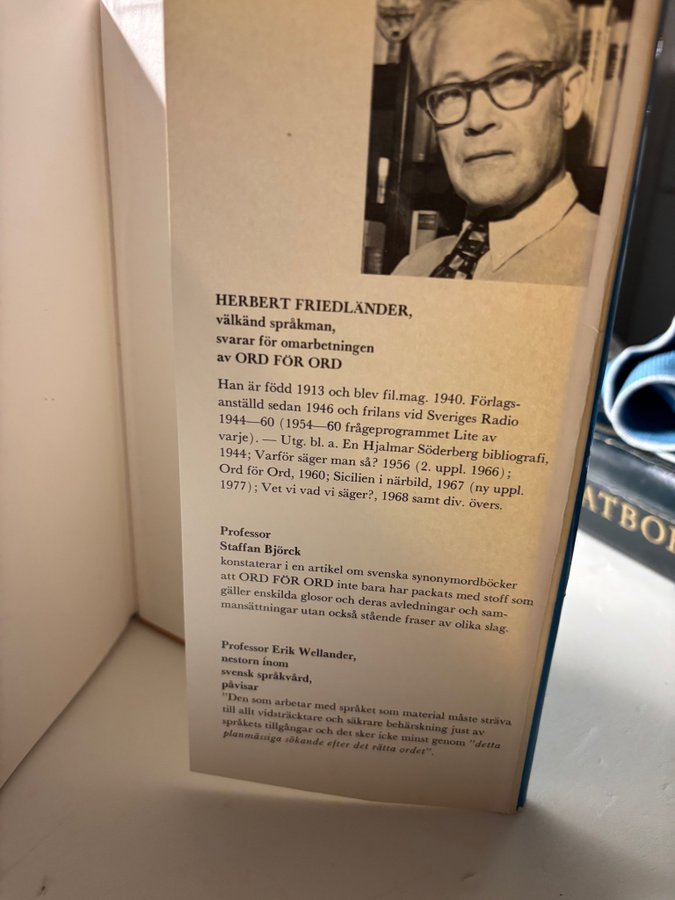 HERBERT FRIEDLÄNDER,
välkänd språkman,
svarar för omarbetningen
av ORD FÖR ORD
Han är född 1913 och blev fil.mag. 1940. Förlags-
anställd sedan 1946 och frilans vid Sveriges Radio
1944—60 (1954—60 frågeprogrammet Lite av
varje). — Utg. bl. a. En Hjalmar Söderberg bibliografi,
1944; Varför säger man så? 1956 (2. uppl. 1966);
Ord för Ord, 1960; Sicilien i närbild, 1967 (ny uppl.
1977); Vet vi vad vi säger?, 1968 samt div. övers.
Professor
Staffan Björck
konstaterar i en artikel om svenska synonymordböcker
att ORD FÖR ORD inte bara har packats med stoff som
gäller enskilda glosor och deras avledningar och sam-
mansättningar utan också stående fraser av olika slag.
Professor Erik Wellander,
nestorn inom
svensk språkvård,
påvisar
"Den som arbetar med språket som material måste sträva
till allt vidsträcktare och säkrare behärskning just av
språkets tillgångar och det sker icke minst genom "detta
planmässiga sökande efter det rätta ordet".
ATBOK